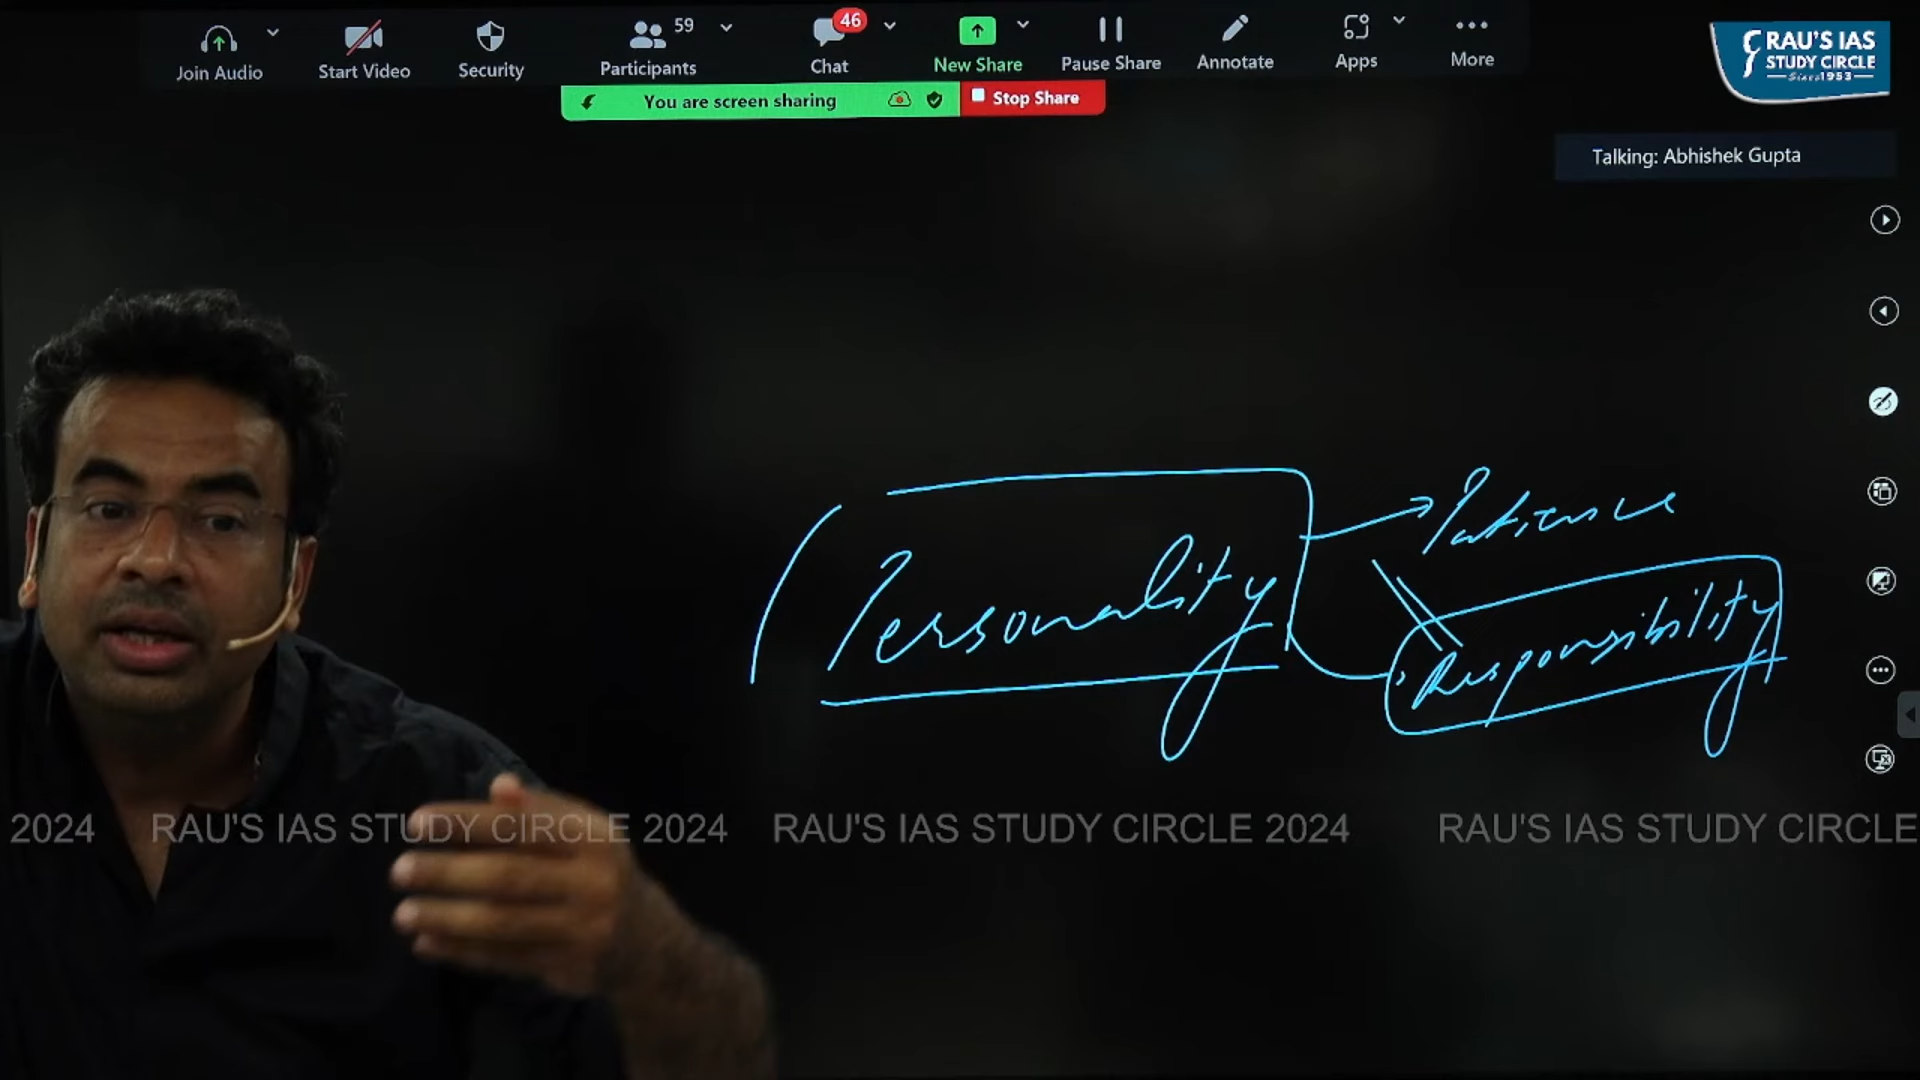 59
46
Join Audio
Start Video
Security
Participants
Chat
New Share
Pause Share
Annotate
Apps
More
You are screen sharing
Stop Share
RAU'S IAS
STUDY CIRCLE
Since 1953
Talking: Abhishek Gupta
Patience
Personality
Responsibility
2024 RAU'S IAS STUDY CIRCLE 2024 RAU'S IAS STUDY CIRCLE 2024 RAU'S IAS STUDY CIRCLE